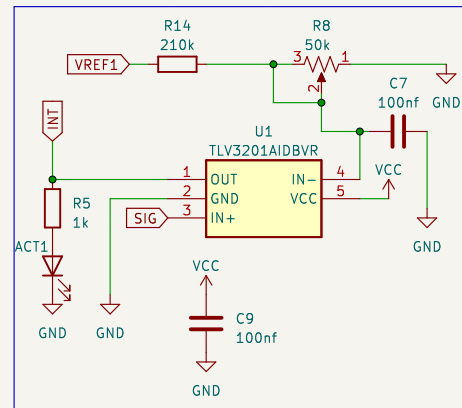 R14
210k
VREF1
R8
50k
3
1
2
C7
100nf
GND
INT
U1
TLV3201AIDBVR
1
OUT
IN-
4
2
GND
VCC
5
VCC
3
IN+
SIG
R5
1k
GND
ACT1
VCC
GND
GND
C9
100nf
GND